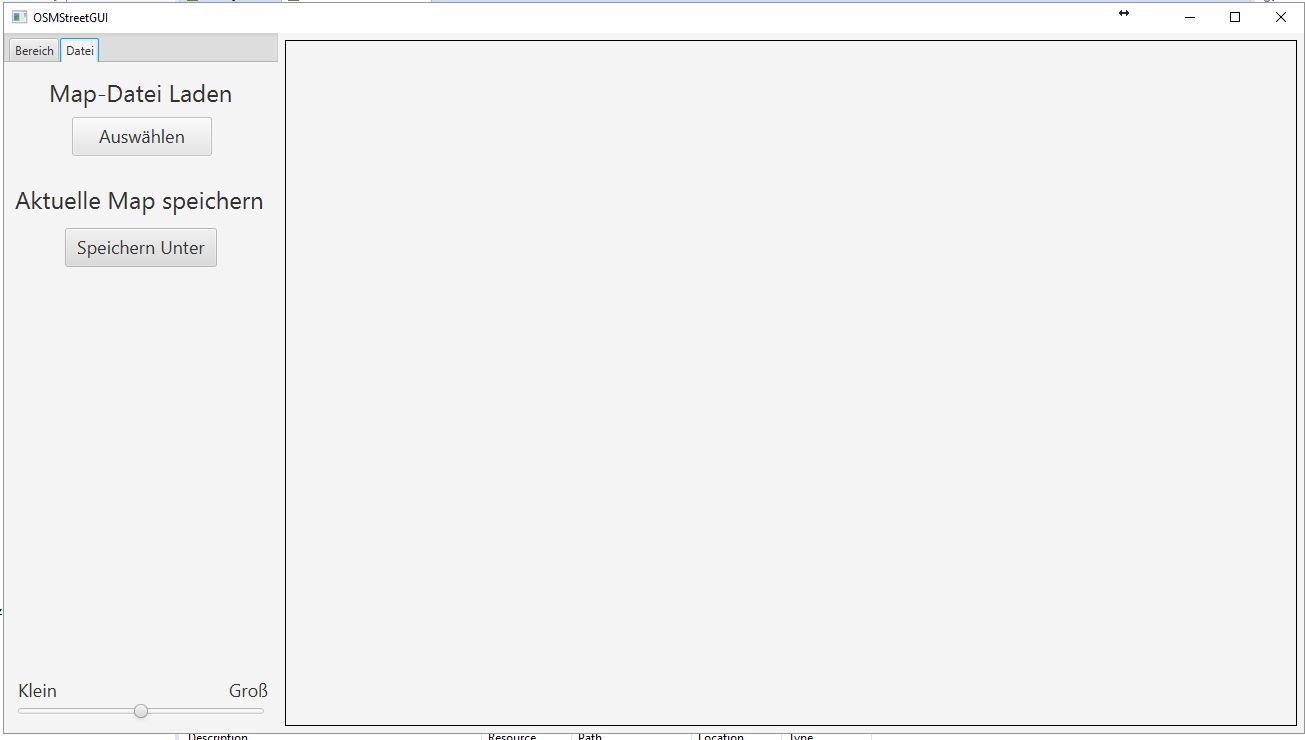 OSMStreetGUI
Bereich Datei
Map-Datei Laden
Auswählen
Aktuelle Map speichern
Speichern Unter
Klein Groß
Description Resource Path Location Type